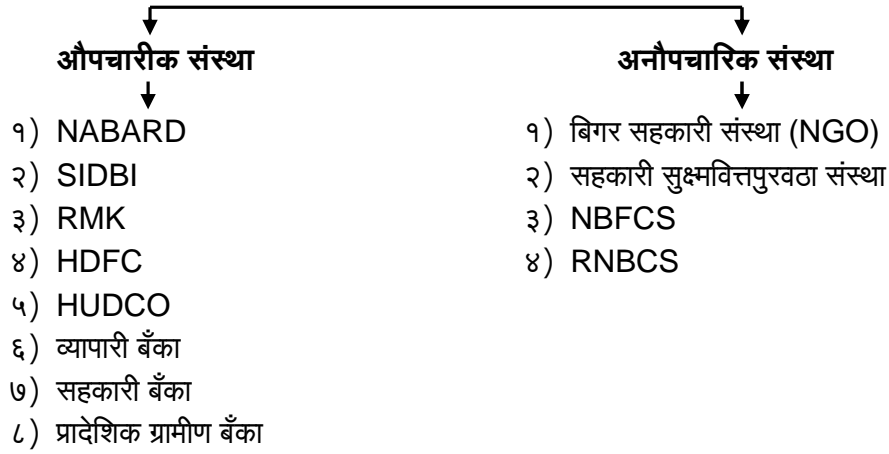 औपचारीक संस्था
१) NABARD
२) SIDBI
३) RMK
४) HDFC
५) HUDCO
६) व्यापारी बँका
७) सहकारी बँका
८) प्रादेशिक ग्रामीण बँका
अनौपचारिक संस्था
१) बिगर सहकारी संस्था (NGO)
२) सहकारी सुक्ष्मवित्तपुरवठा संस्था
३) NBFCS
४) RNBCS